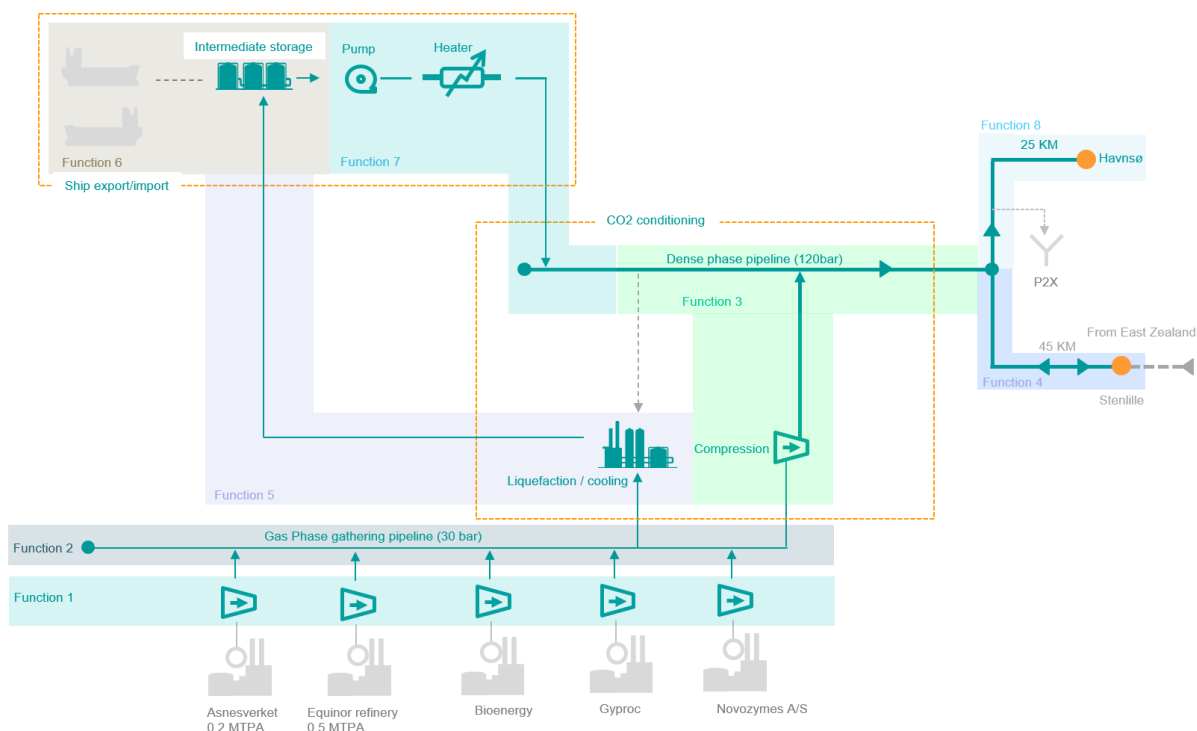 Intermediate storage
Pump
Heater
Function 6
Function 7
Ship export/import
Function 8
25 KM
Havnsø
CO2 conditioning
Dense phase pipeline (120bar)
Function 3
P2X
From East Zealand
45 KM
Function 4
Stenlille
Compression
Liquefaction / cooling
Function 5
Gas Phase gathering pipeline (30 bar)
Function 2
Function 1
Asnesverket
0.2 MTPA
Equinor refinery
0.5 MTPA
Bioenergy
Gyproc
Novozymes A/S